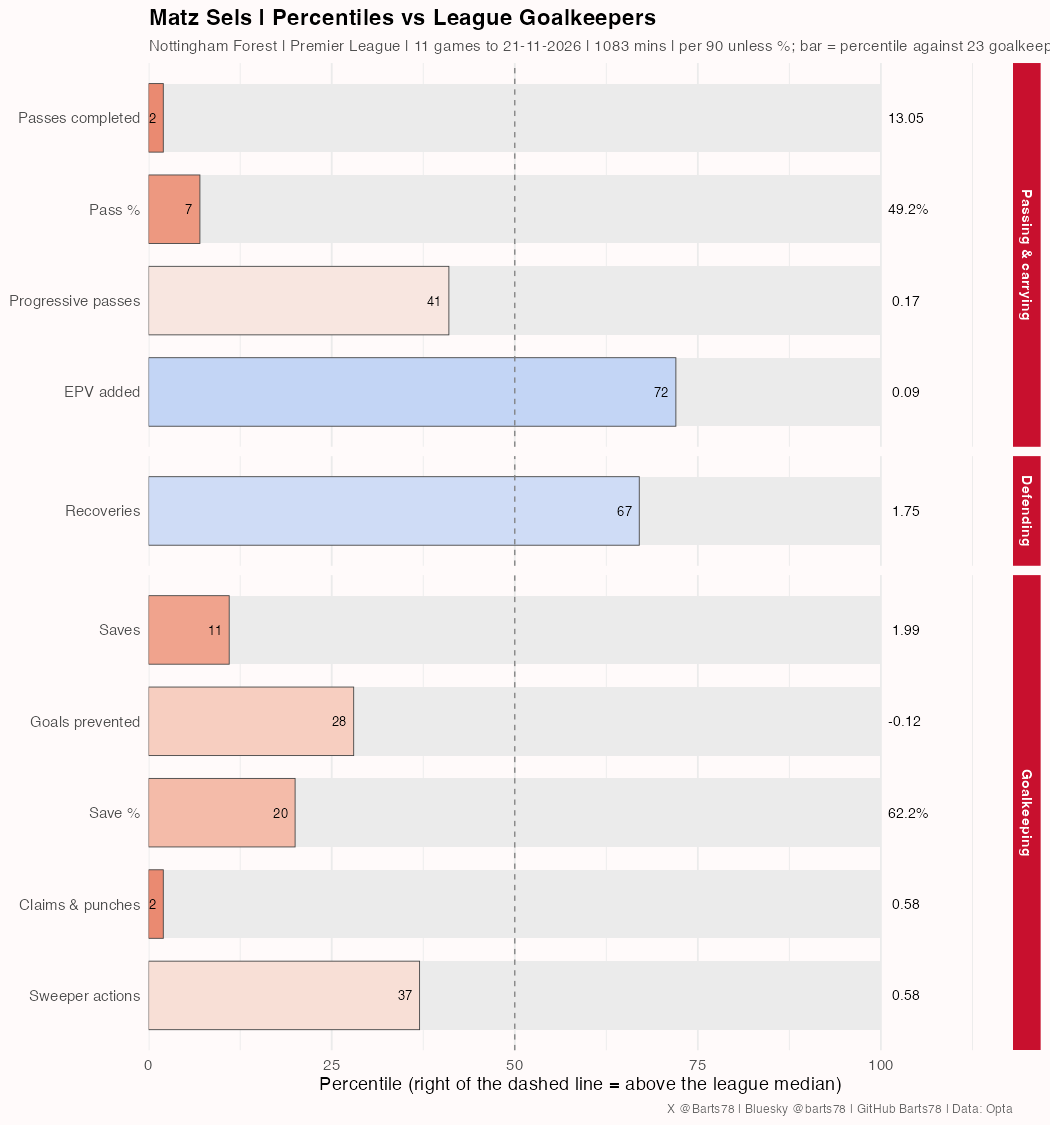 Matz Sels | Percentiles vs League Goalkeepers
Nottingham Forest | Premier League | 11 games to 21-11-2026 | 1083 mins | per 90 unless %; bar = percentile against 23 goalkeep
Passes completed 2 13.05
Pass % 7 49.2%
Progressive passes 41 0.17
EPV added 72 0.09
Passing & carrying
Recoveries 67 1.75
Defending
Saves 11 1.99
Goals prevented 28 -0.12
Save % 20 62.2%
Claims & punches 2 0.58
Sweeper actions 37 0.58
Goalkeeping
0 25 50 75 100
Percentile (right of the dashed line = above the league median)
X @Barts78 | Bluesky @barts78 | GitHub Barts78 | Data: Opta